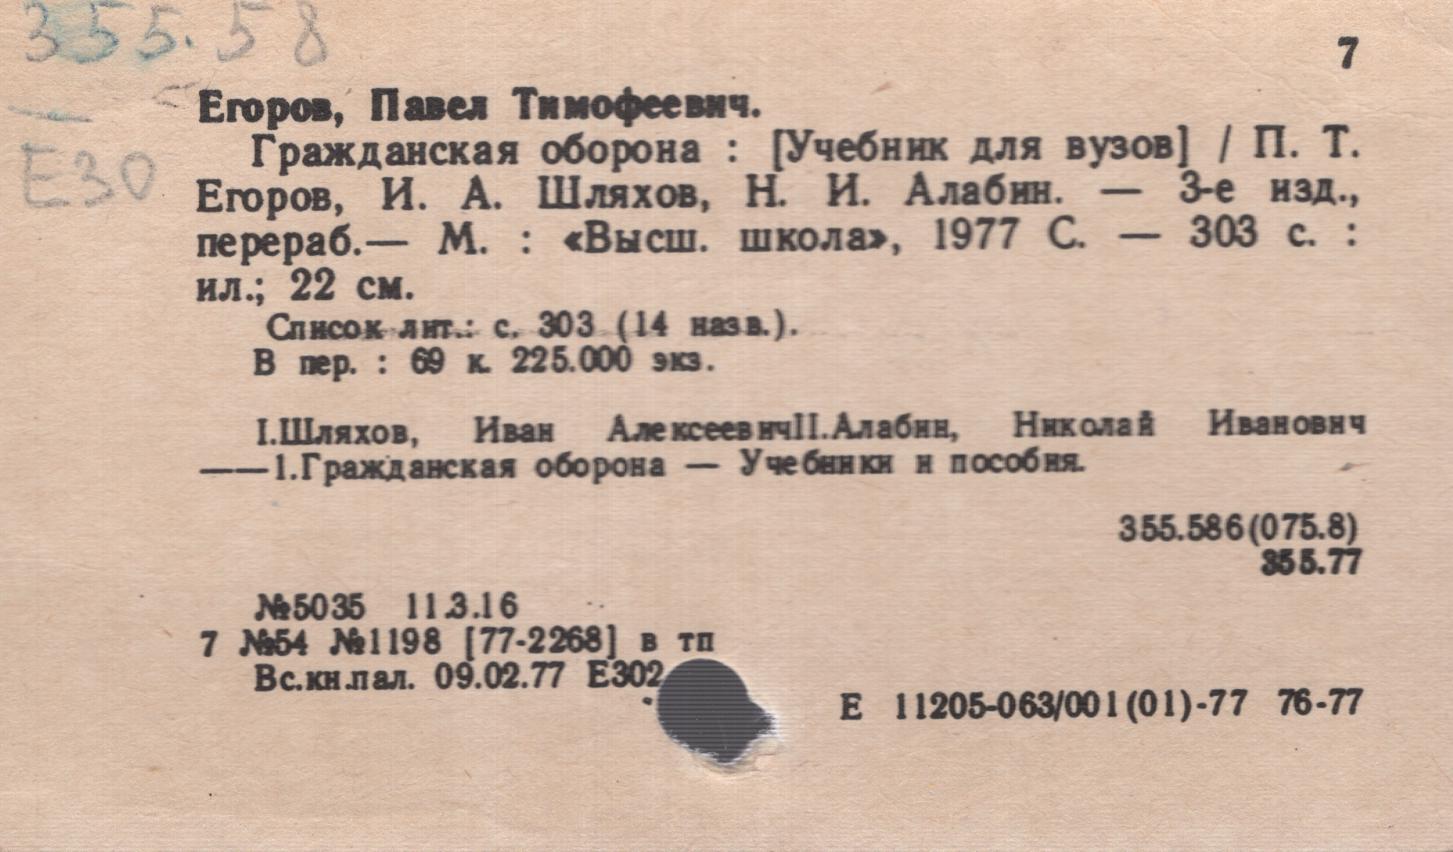 355.58
7
Егоров, Павел Тимофеевич.
E30
Гражданская оборона : [Учебник для вузов] / П. Т.
Егоров, И. А. Шляхов, Н. И. Алабин. — 3-е изд.,
перераб.— М. : «Высш. школа», 1977 С. — 303 с. :
ил.; 22 см.
Список лит.: с. 303 (14 назв.).
В пер. : 69 к. 225.000 экз.
I.Шляхов, Иван АлексеевичII.Алабин, Николай Иванович
——1.Гражданская оборона — Учебники и пособия.
355.586(075.8)
355.77
№5035 11.3.16
7 №54 №1198 [77-2268] в тп
Вс.кн.пал. 09.02.77 Е302
Е 11205-063/001(01)-77 76-77